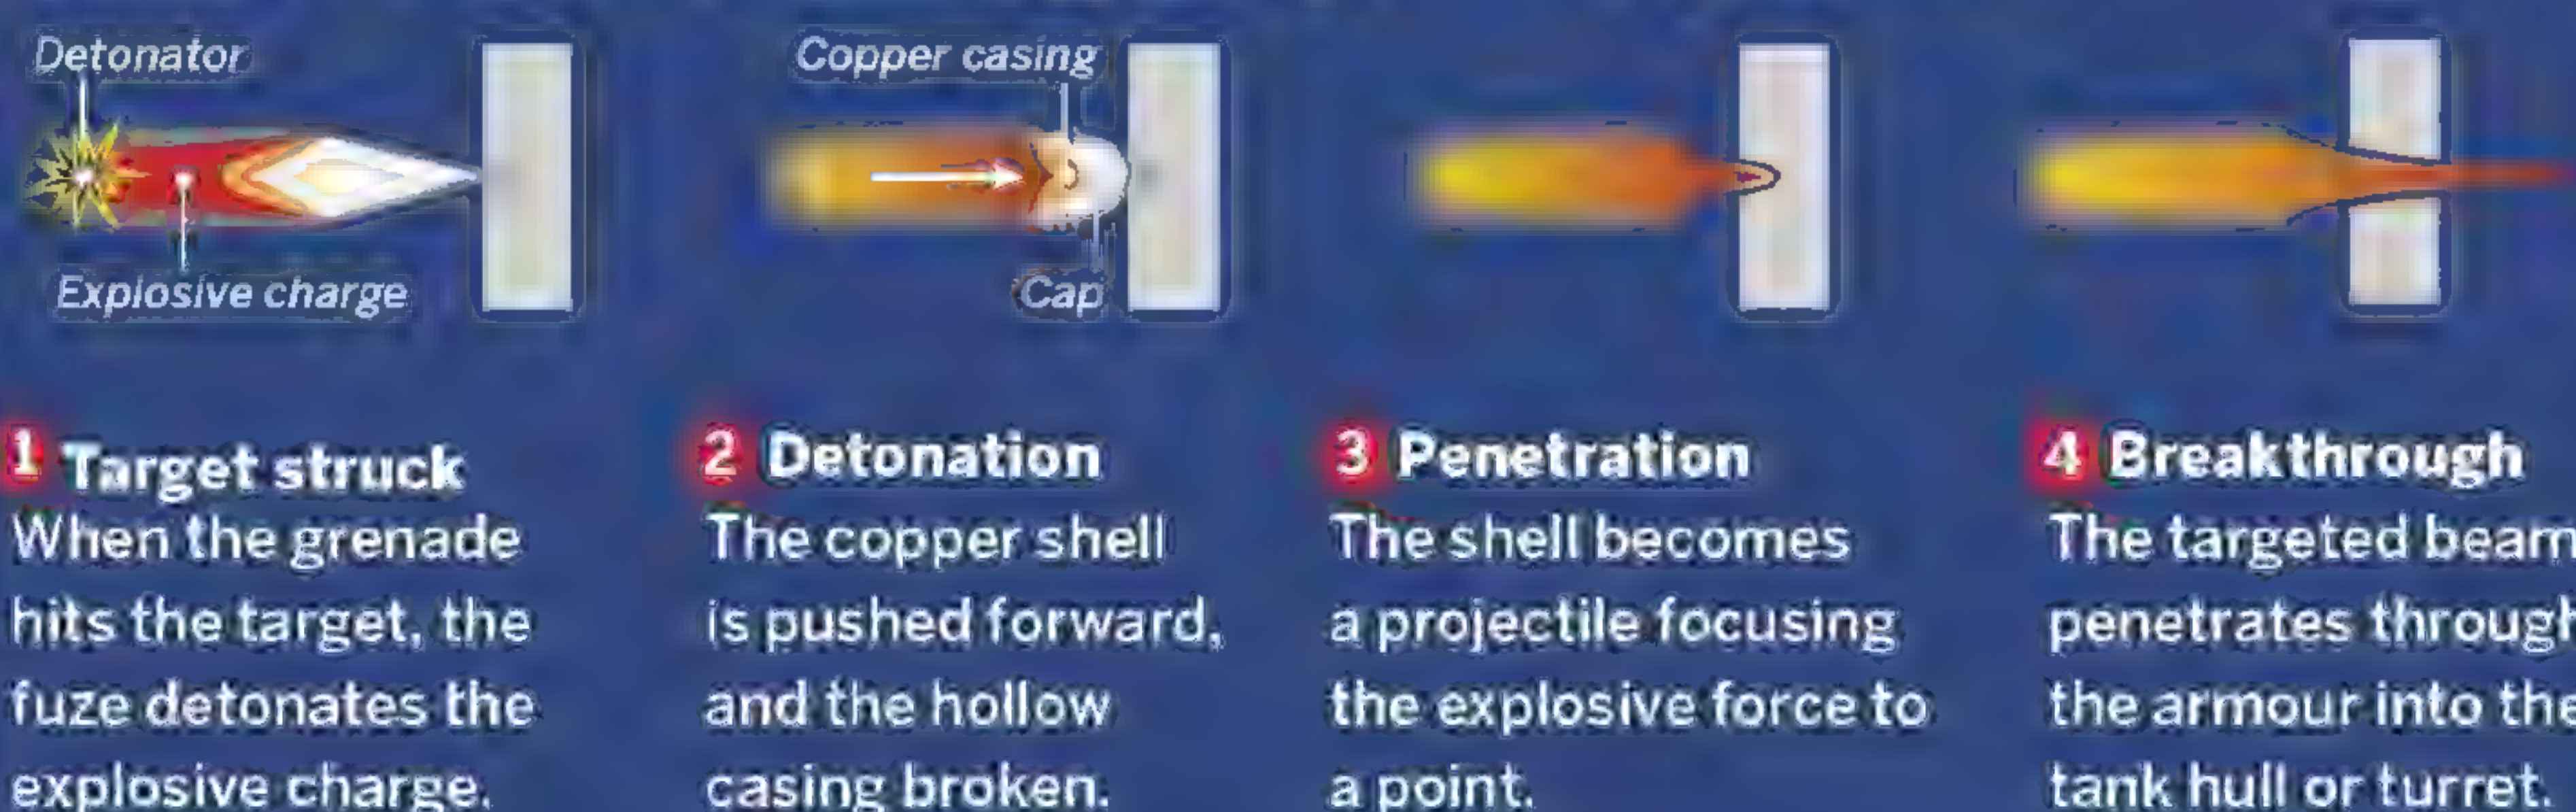 Detonator
Explosive charge
Copper casing
Cap
1 Target struck
When the grenade
hits the target, the
fuze detonates the
explosive charge.
2 Detonation
The copper shell
is pushed forward,
and the hollow
casing broken.
3 Penetration
The shell becomes
a projectile focusing
the explosive force to
a point.
4 Breakthrough
The targeted beam
penetrates through
the armour into the
tank hull or turret.